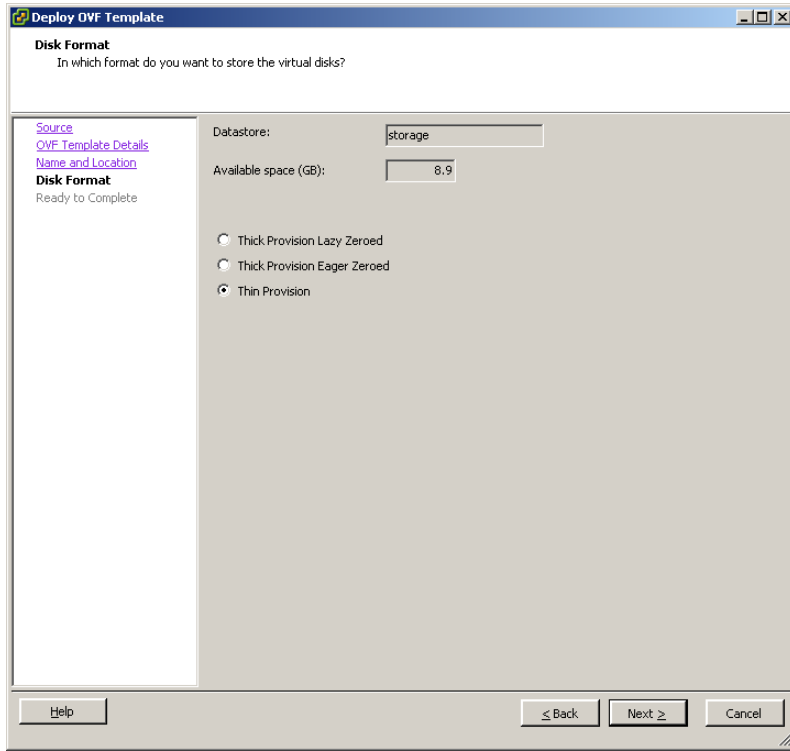 Deploy OVF Template
Disk Format
In which format do you want to store the virtual disks?
Source
OVF Template Details
Name and Location
Disk Format
Ready to Complete
Datastore: storage
Available space (GB): 8.9
Thick Provision Lazy Zeroed
Thick Provision Eager Zeroed
Thin Provision
Help
< Back
Next >
Cancel